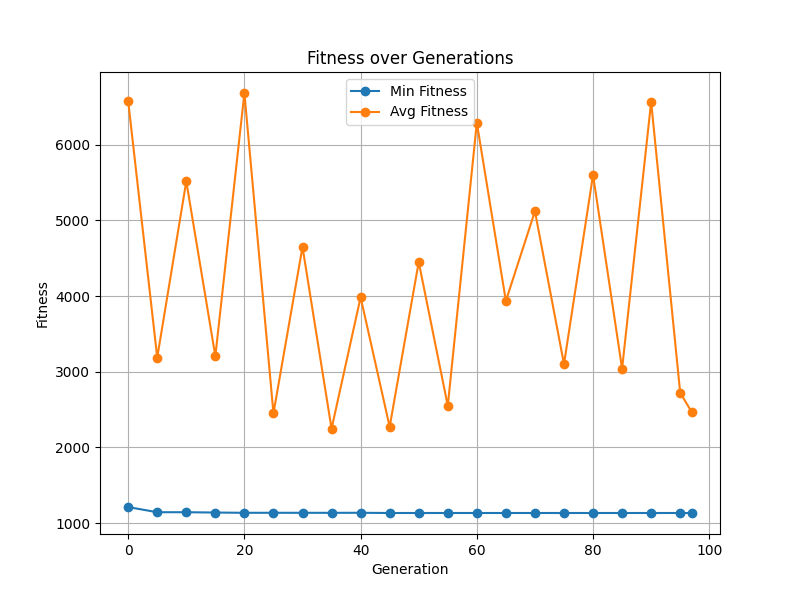 Fitness over Generations
Min Fitness
Avg Fitness
6000
5000
4000
3000
2000
1000
Fitness
0 20 40 60 80 100
Generation